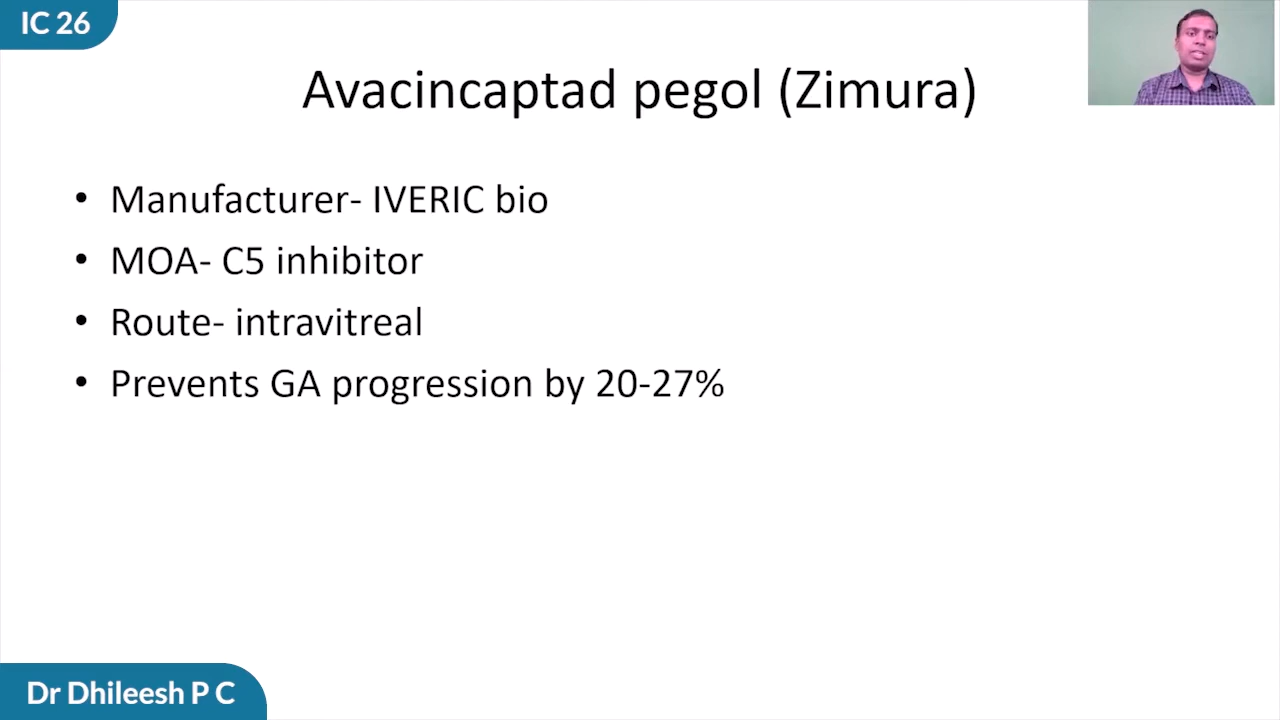 IC 26
Avacincaptad pegol (Zimura)
• Manufacturer- IVERIC bio
• MOA- C5 inhibitor
• Route- intravitreal
• Prevents GA progression by 20-27%
Dr Dhileesh P C